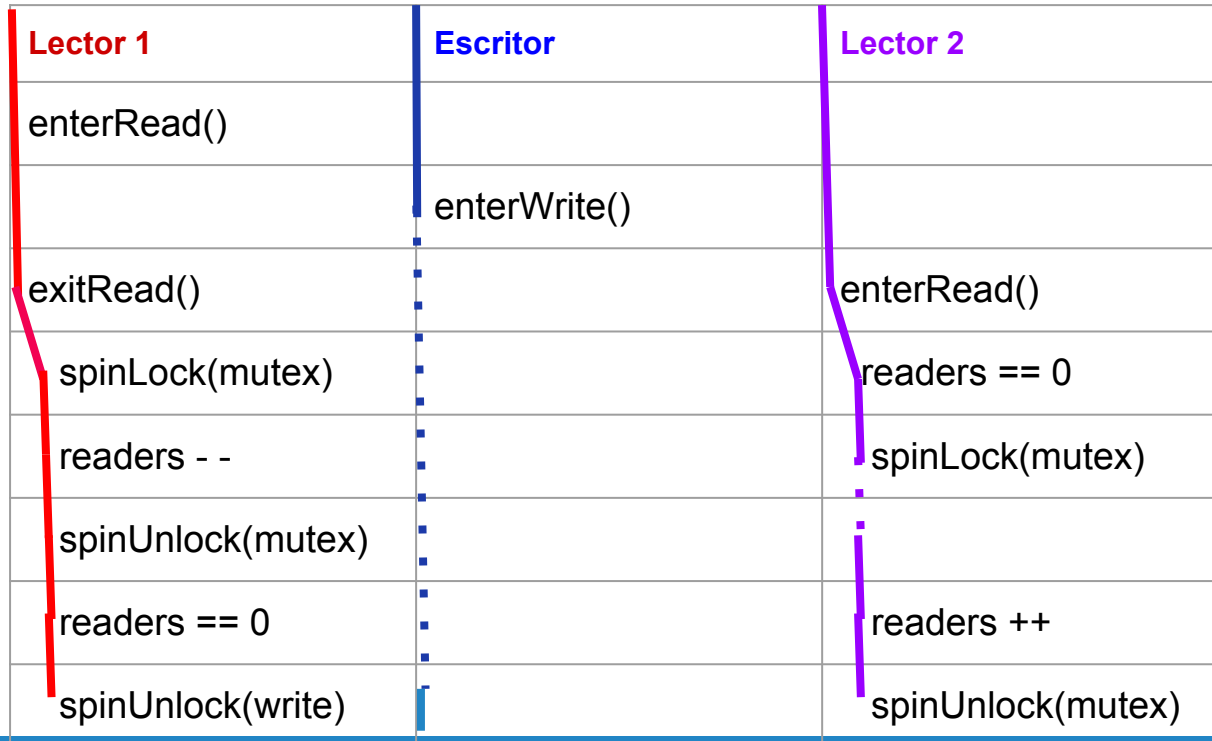 Lector 1 Escritor Lector 2
enterRead()
enterWrite()
exitRead() enterRead()
spinLock(mutex) readers == 0
readers - - spinLock(mutex)
spinUnlock(mutex)
readers == 0 readers ++
spinUnlock(write) spinUnlock(mutex)